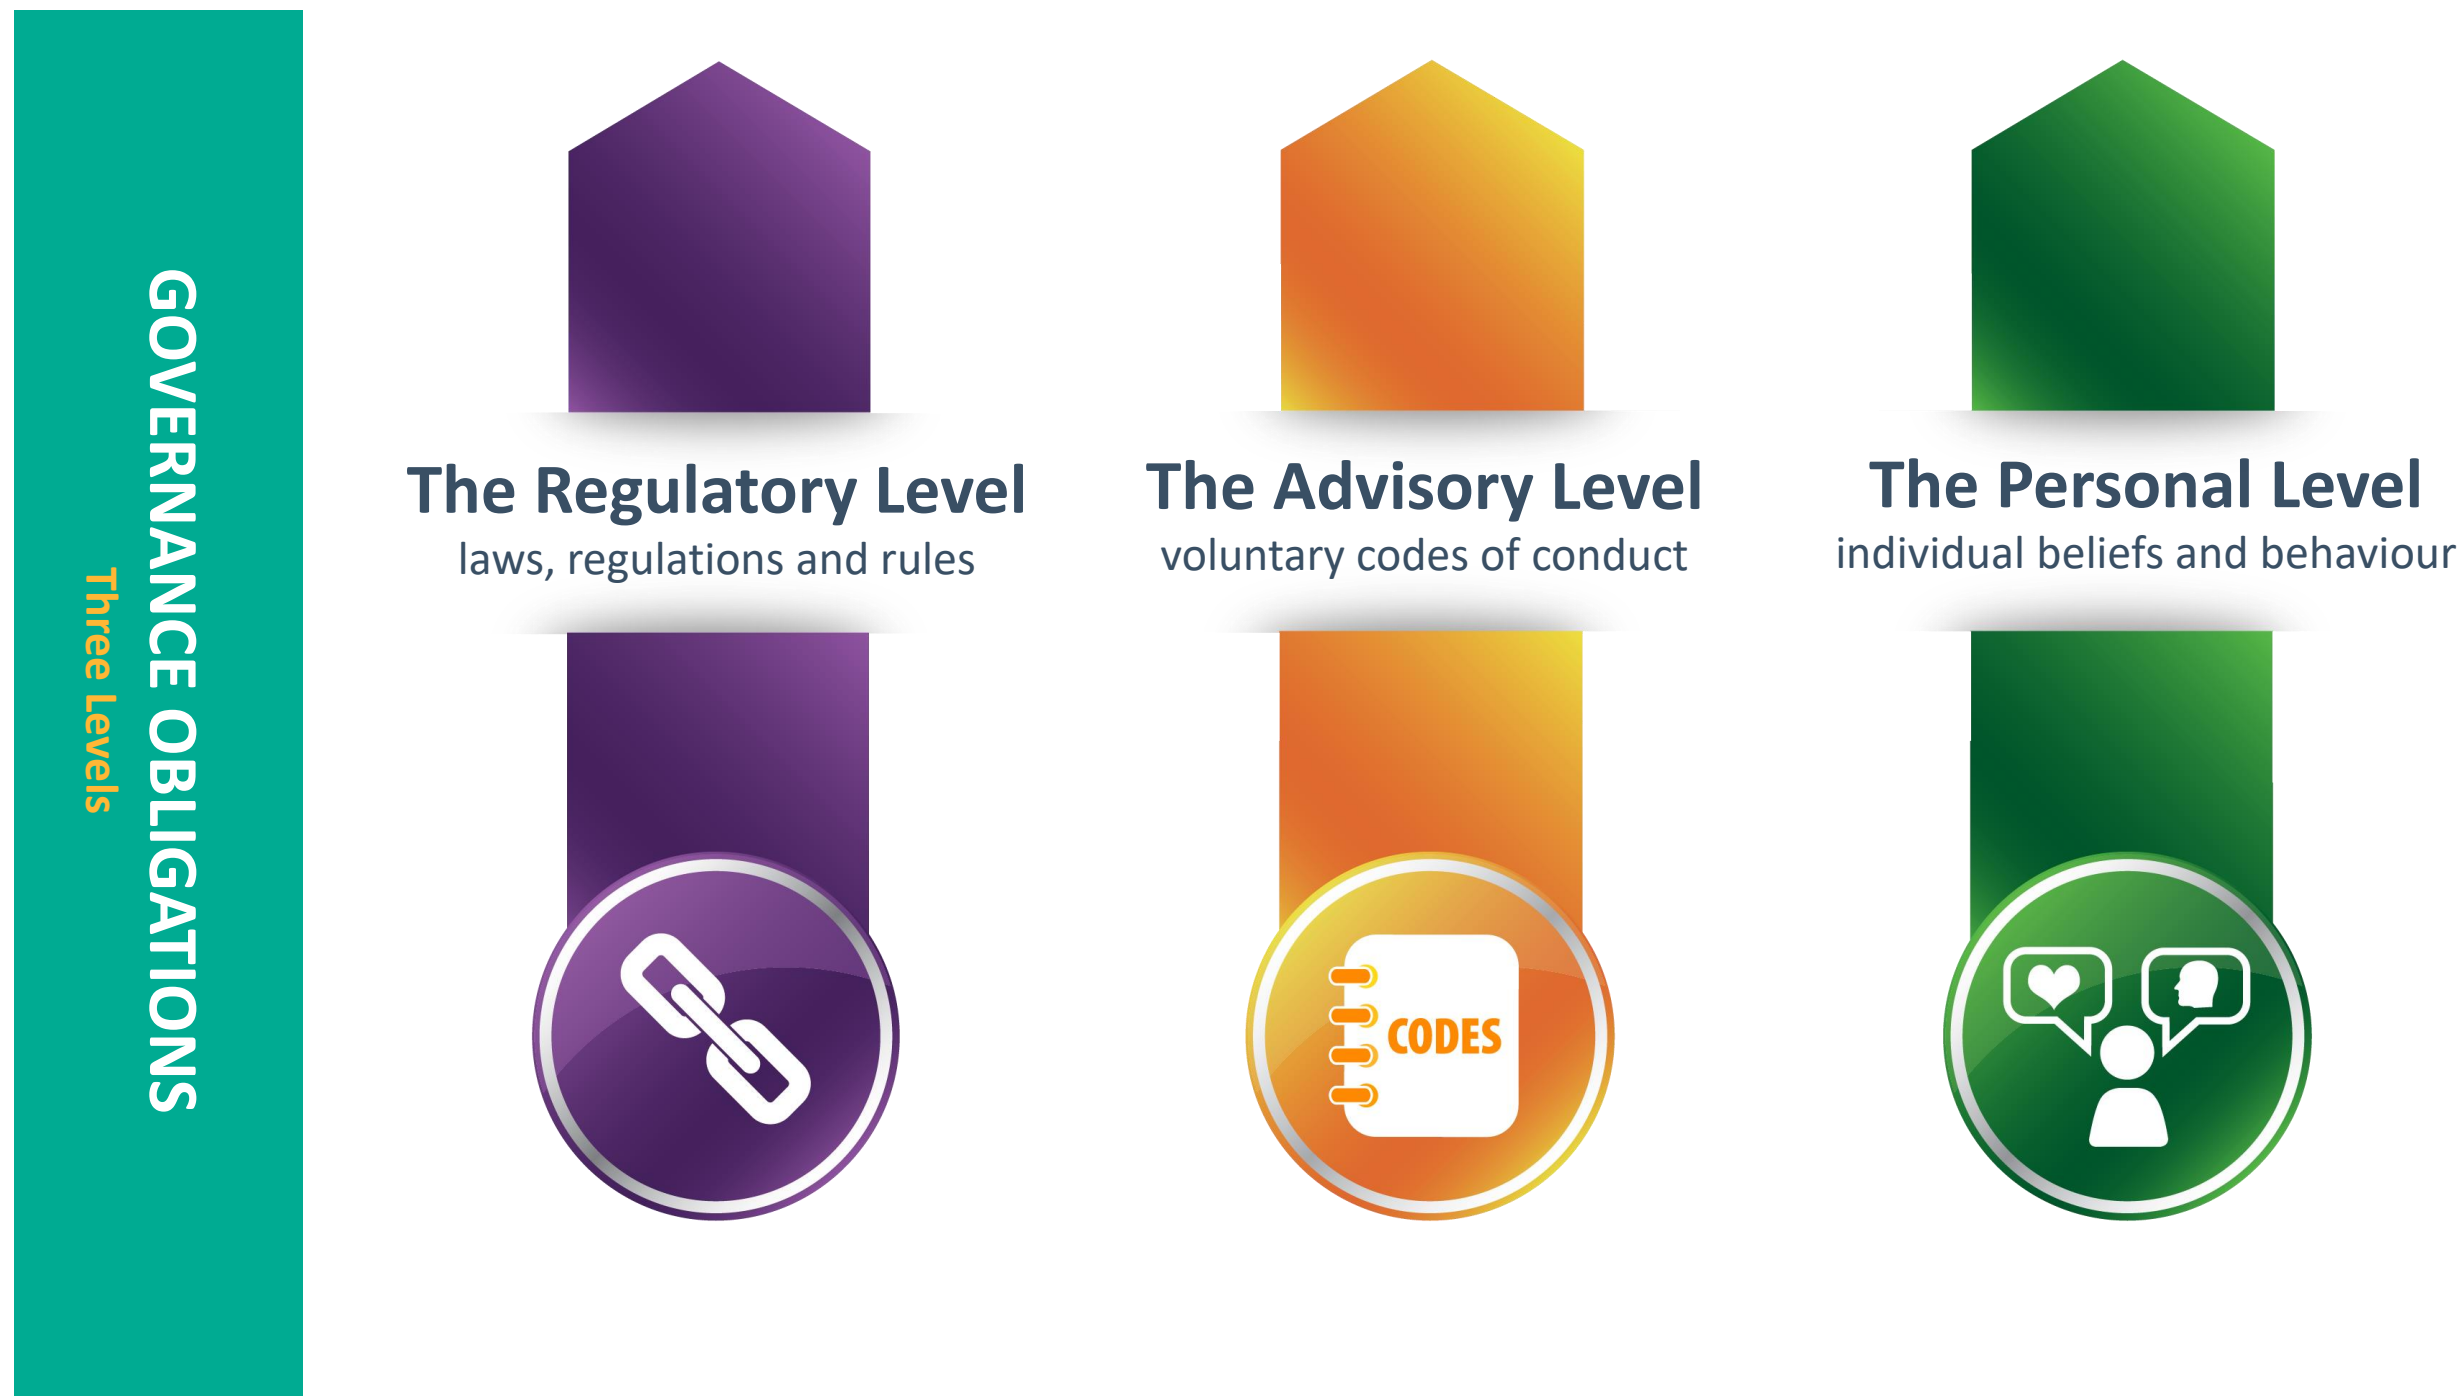 GOVERNANCE OBLIGATIONS
Three Levels
The Regulatory Level
laws, regulations and rules
The Advisory Level
voluntary codes of conduct
The Personal Level
individual beliefs and behaviour
CODES